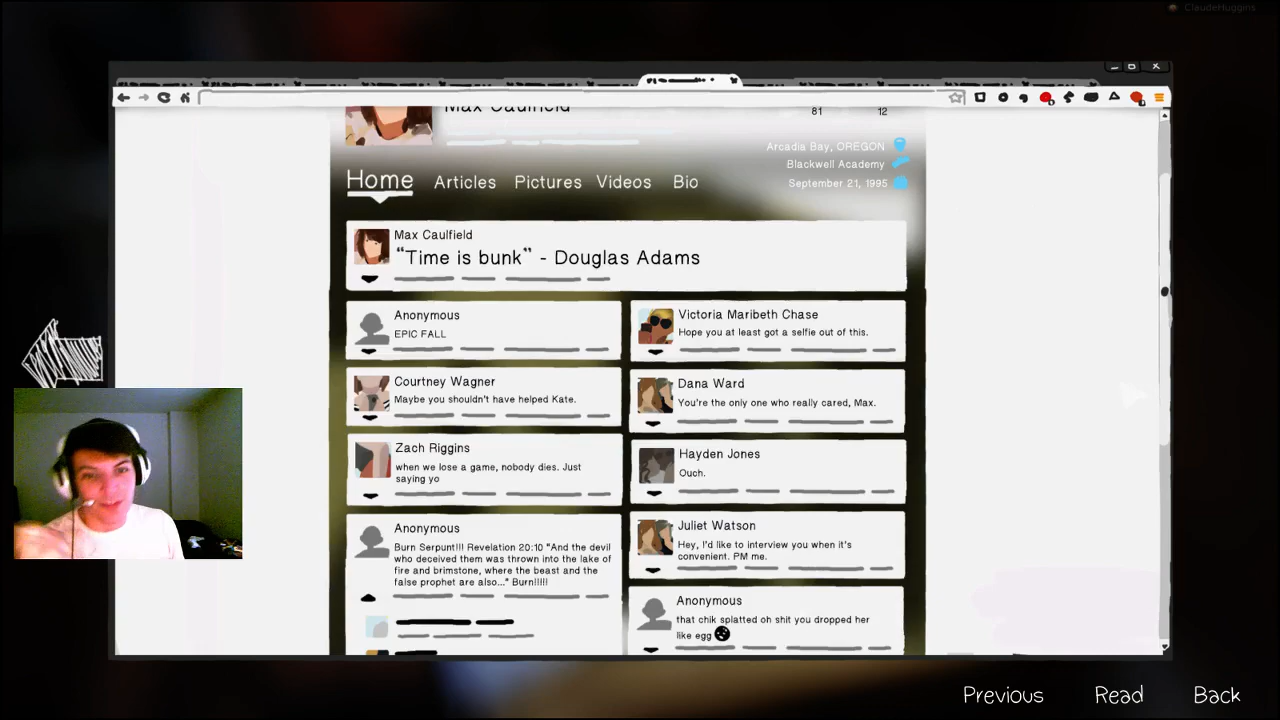 ClaudeHuggins
Max Caulfield
81 12
Arcadia Bay, OREGON
Blackwell Academy
September 21, 1995
Home Articles Pictures Videos Bio
Max Caulfield
“Time is bunk” - Douglas Adams
Anonymous
EPIC FALL
Courtney Wagner
Maybe you shouldn't have helped Kate.
Zach Riggins
when we lose a game, nobody dies. Just
saying yo
Anonymous
Burn Serpunt!!! Revelation 20:10 "And the devil
who deceived them was thrown into the lake of
fire and brimstone, where the beast and the
false prophet are also..." Burn!!!!!
Victoria Maribeth Chase
Hope you at least got a selfie out of this.
Dana Ward
You're the only one who really cared, Max.
Hayden Jones
Ouch.
Juliet Watson
Hey, I'd like to interview you when it's
convenient. PM me.
Anonymous
that chik splatted oh shit you dropped her
like egg
Previous Read Back